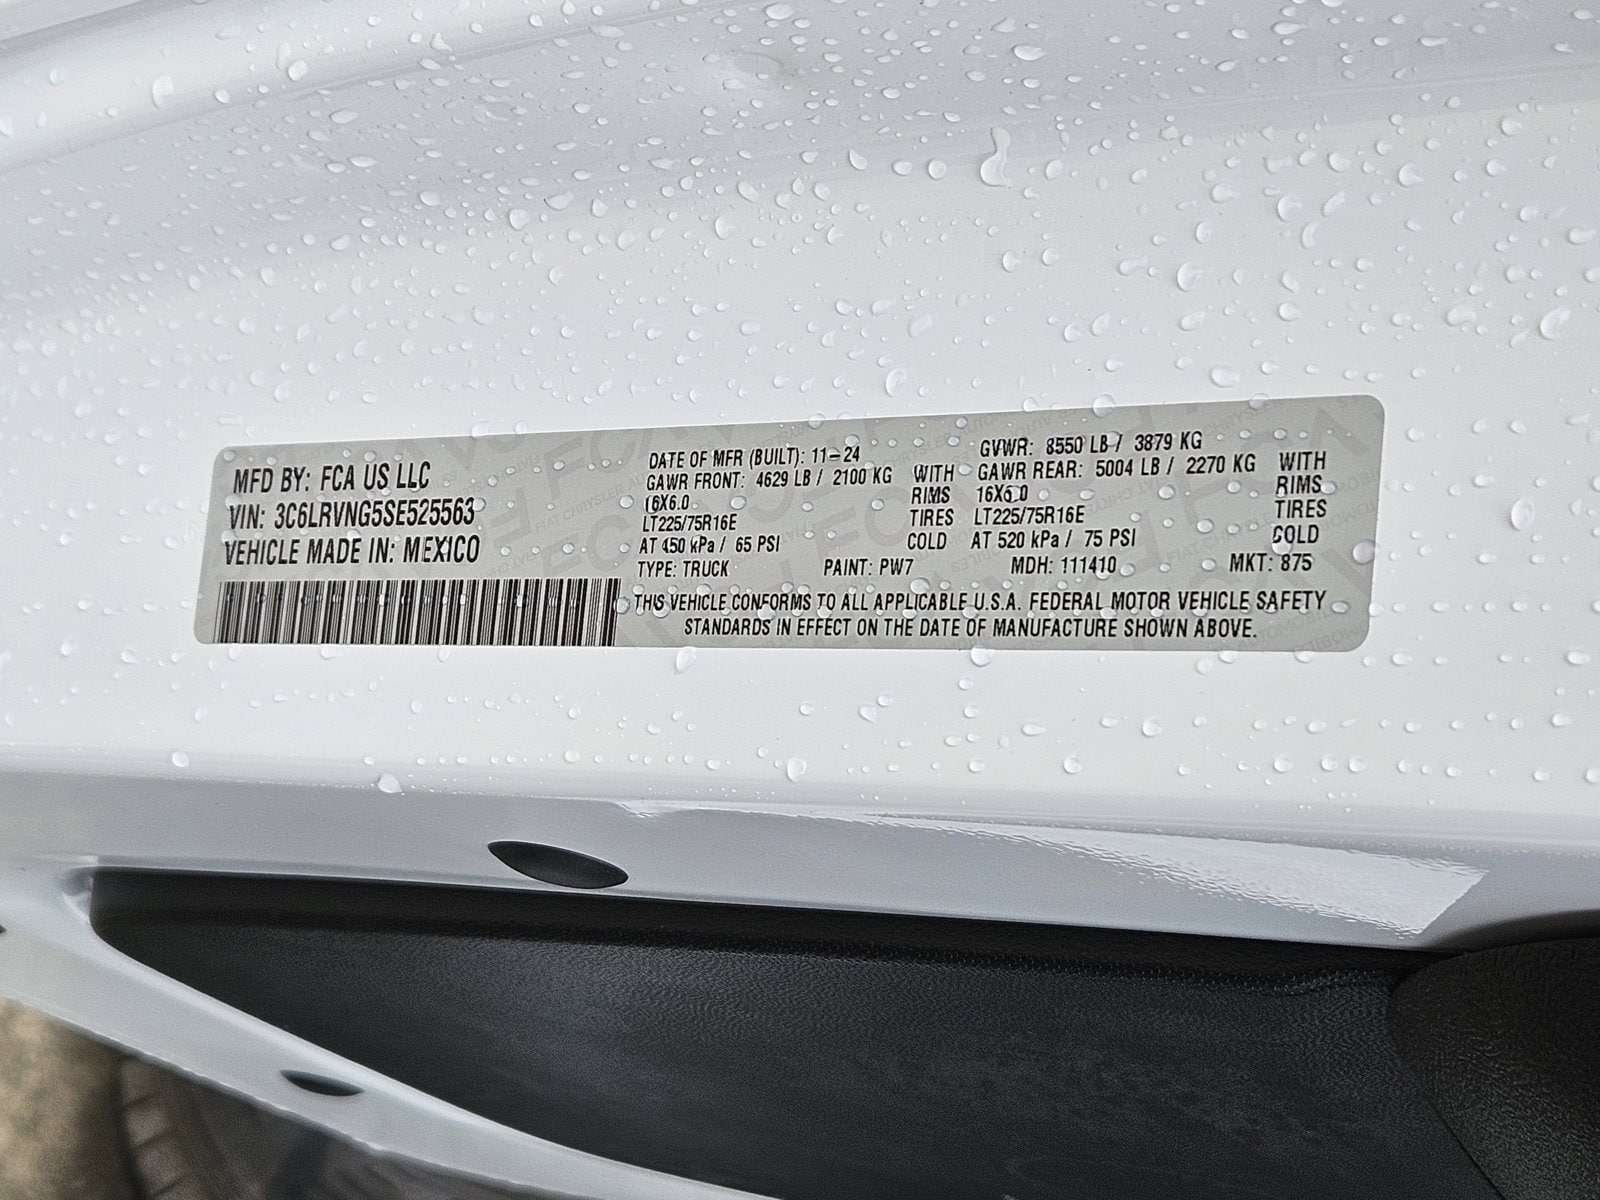 MFD BY: FCA US LLC
VIN: 3C6LRVNG5SE525563
VEHICLE MADE IN: MEXICO
DATE OF MFR (BUILT): 11-24
GAWR FRONT: 4629 LB / 2100 KG WITH
16X6.0 RIMS
LT225/75R16E TIRES
AT 450 kPa / 65 PSI COLD
GVWR: 8550 LB / 3879 KG
GAWR REAR: 5004 LB / 2270 KG WITH
16X6.0 RIMS
LT225/75R16E TIRES
AT 520 kPa / 75 PSI COLD
TYPE: TRUCK PAINT: PW7 MDH: 111410 MKT: 875
THIS VEHICLE CONFORMS TO ALL APPLICABLE U.S.A. FEDERAL MOTOR VEHICLE SAFETY
STANDARDS IN EFFECT ON THE DATE OF MANUFACTURE SHOWN ABOVE.